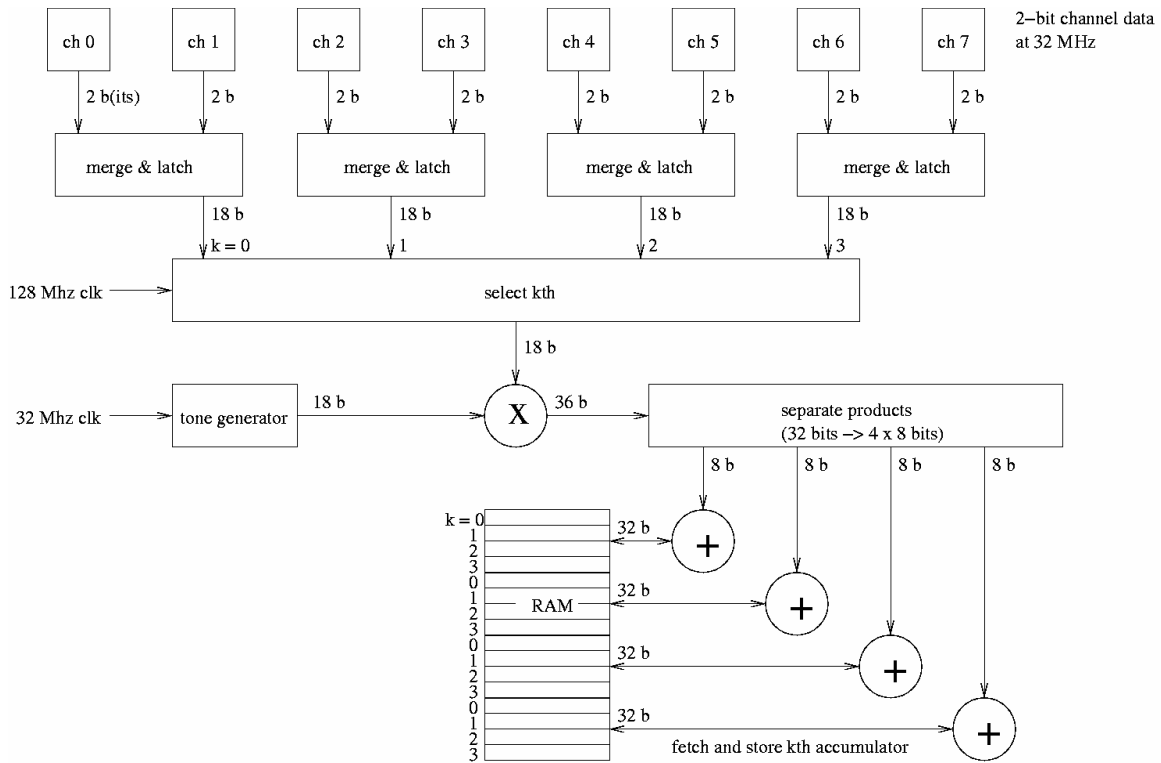 ch 0
ch 1
ch 2
ch 3
ch 4
ch 5
ch 6
ch 7
2-bit channel data
at 32 MHz
2 b(its)
2 b
2 b
2 b
2 b
2 b
2 b
2 b
merge & latch
merge & latch
merge & latch
merge & latch
18 b
18 b
18 b
18 b
k = 0
1
2
3
128 Mhz clk
select kth
18 b
32 Mhz clk
tone generator
18 b
X
36 b
separate products
(32 bits -> 4 x 8 bits)
8 b
8 b
8 b
8 b
k = 0
1
2
3
0
1
2
3
0
1
2
3
0
1
2
3
RAM
32 b
+
32 b
+
32 b
+
32 b
+
fetch and store kth accumulator